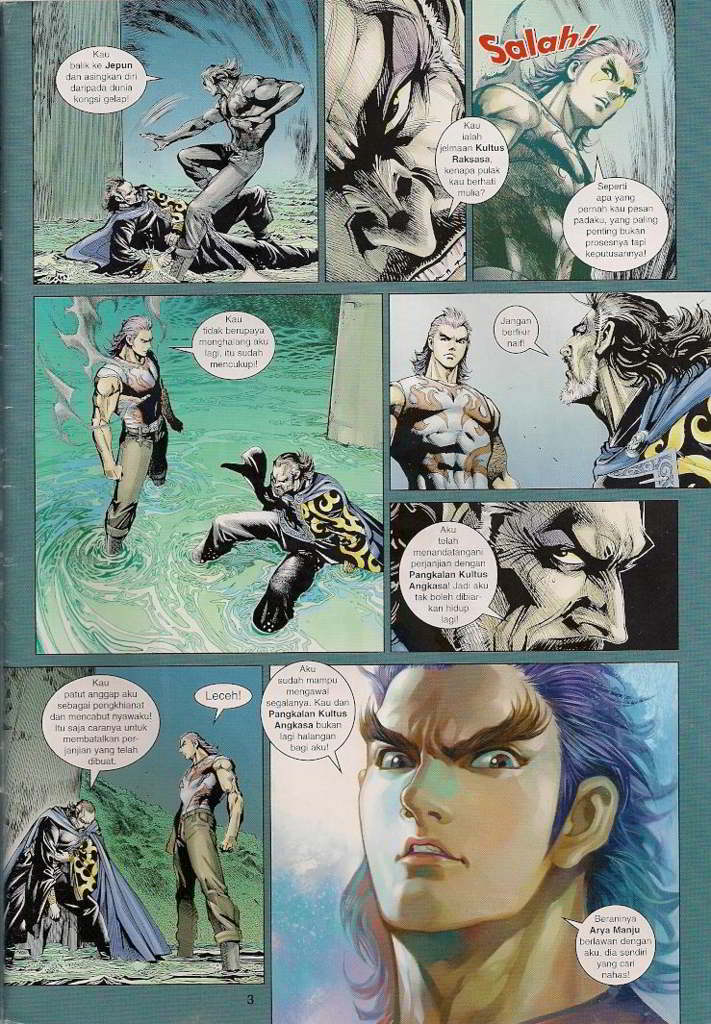 Kau
balik ke Jepun
dan asingkan diri
daripada dunia
kongsi gelap!
Kau
ialah
jelmaan Kultus
Raksasa,
kenapa pulak
kau berhati
mulia?
Salah!
Seperti
apa yang
pernah kau pesan
padaku, yang paling
penting bukan
prosesnya tapi
keputusannya!
Kau
tidak berupaya
menghalang aku
lagi, itu sudah
mencukupi!
Jangan
berfikir
naif!
Aku
telah
menandatangani
perjanjian dengan
Pangkalan Kultus
Angkasa! Jadi aku
tak boleh dibiar-
kan hidup
lagi!
Kau
patut anggap aku
sebagai pengkhianat
dan mencabut nyawaku!
Itu saja caranya untuk
membatalkan per-
janjian yang telah
dibuat.
Leceh!
Aku
sudah mampu
mengawal
segalanya. Kau dan
Pangkalan Kultus
Angkasa bukan
lagi halangan
bagi aku!
Beraninya
Arya Manju
berlawan dengan
aku, dia sendiri
yang cari
nahas!
3